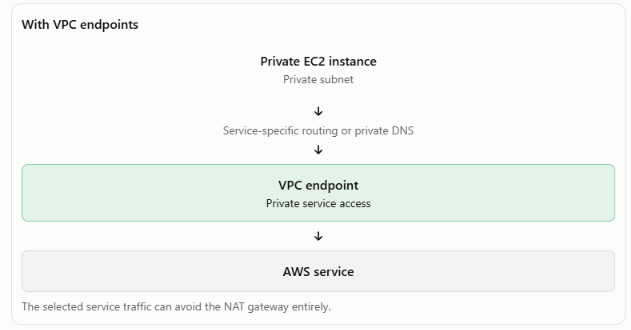 With VPC endpoints
Private EC2 instance
Private subnet
↓
Service-specific routing or private DNS
↓
VPC endpoint
Private service access
↓
AWS service
The selected service traffic can avoid the NAT gateway entirely.